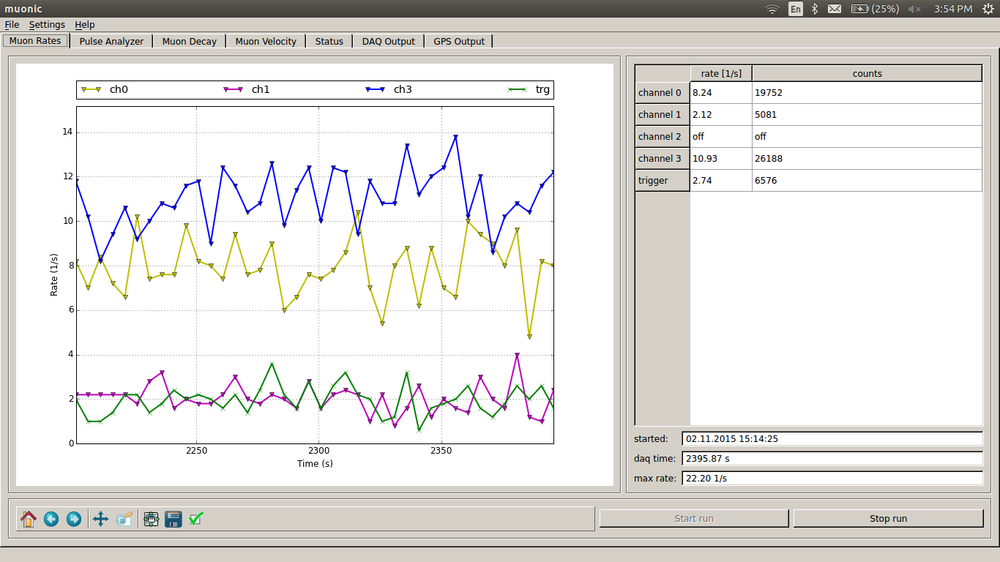 muonic En (25%) 3:54 PM
File Settings Help
Muon Rates Pulse Analyzer Muon Decay Muon Velocity Status DAQ Output GPS Output
ch0 ch1 ch3 trg
14
12
10
8
6
4
2
0
Rate (1/s)
2250 2300 2350
Time (s)
rate [1/s] counts
channel 0 8.24 19752
channel 1 2.12 5081
channel 2 off off
channel 3 10.93 26188
trigger 2.74 6576
started: 02.11.2015 15:14:25
daq time: 2395.87 s
max rate: 22.20 1/s
Start run Stop run